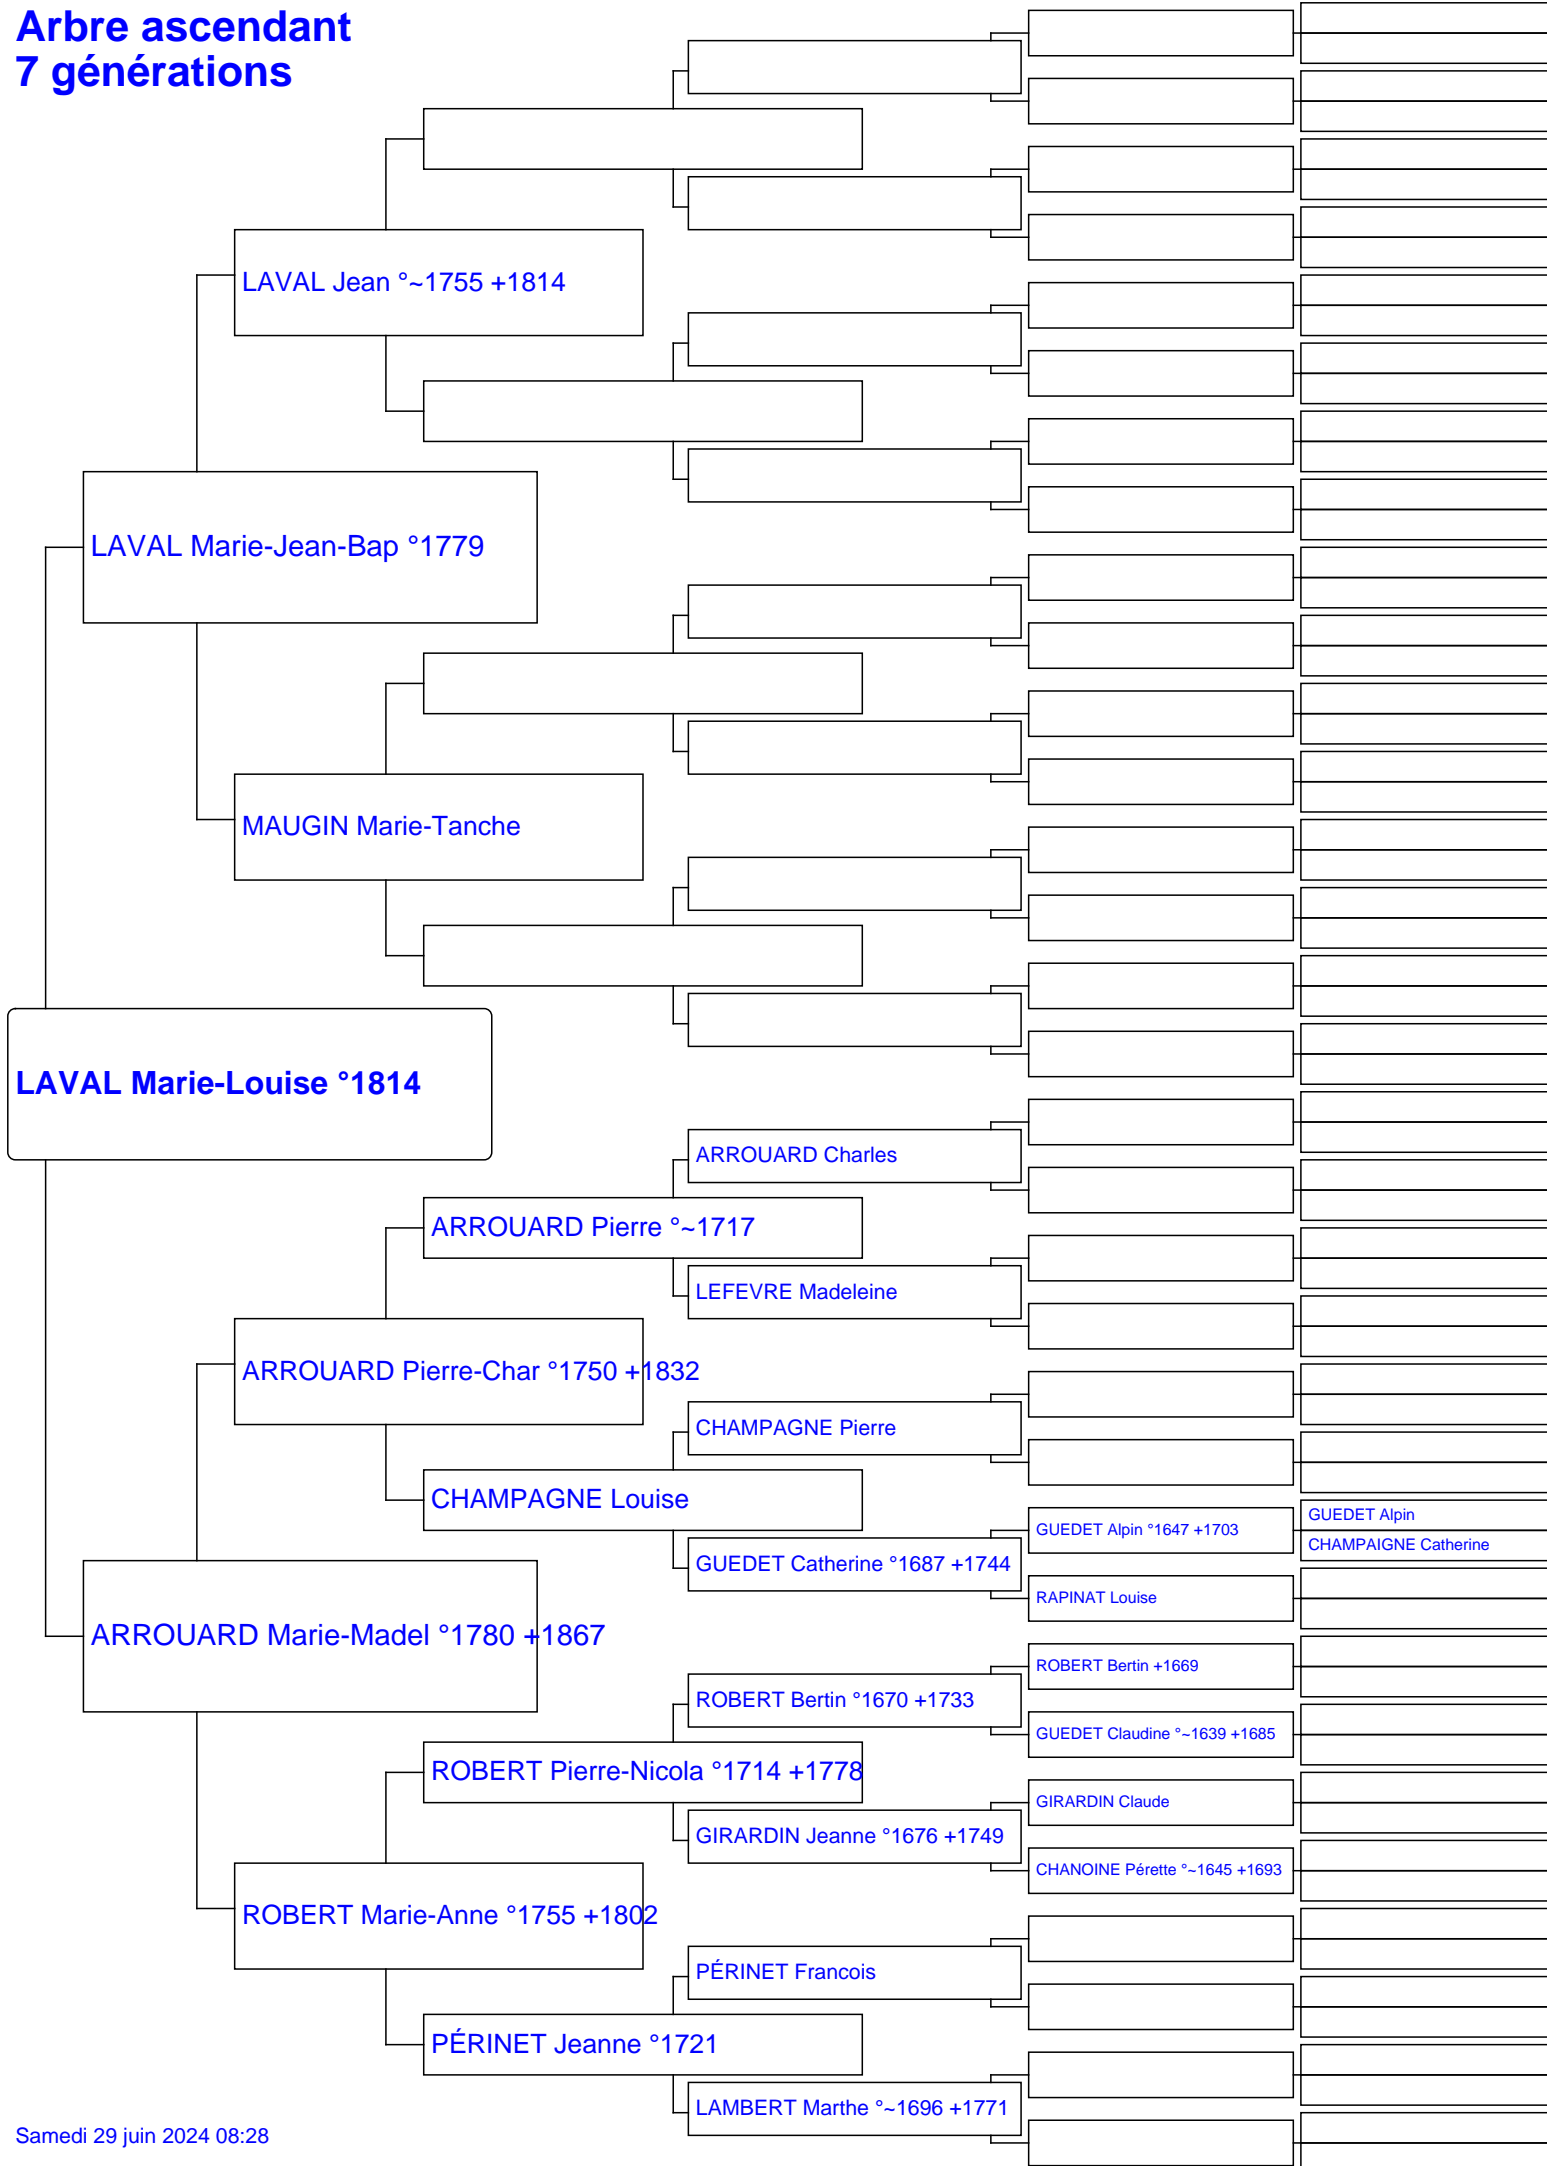 Arbre ascendant
7 générations
LAVAL Jean °~1755 +1814
LAVAL Marie-Jean-Bap °1779
MAUGIN Marie-Tanche
LAVAL Marie-Louise °1814
ARROUARD Charles
ARROUARD Pierre °~1717
LEFEVRE Madeleine
ARROUARD Pierre-Char °1750 +1832
CHAMPAGNE Pierre
CHAMPAGNE Louise
GUEDET Alpin
GUEDET Alpin °1647 +1703
CHAMPAIGNE Catherine
GUEDET Catherine °1687 +1744
RAPINAT Louise
ARROUARD Marie-Madel °1780 +1867
ROBERT Bertin +1669
ROBERT Bertin °1670 +1733
GUEDET Claudine °~1639 +1685
ROBERT Pierre-Nicola °1714 +1778
GIRARDIN Claude
GIRARDIN Jeanne °1676 +1749
CHANOINE Pérette °~1645 +1693
ROBERT Marie-Anne °1755 +1802
PÉRINET Francois
PÉRINET Jeanne °1721
LAMBERT Marthe °~1696 +1771
Samedi 29 juin 2024 08:28